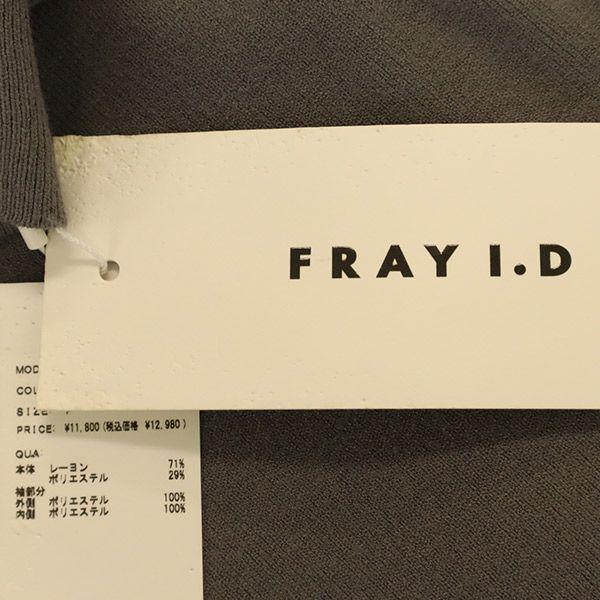 FRAY I.D
MOD
COL
SIZE:
PRICE: ¥11,800(税込価格 ¥12,980)
QUA
本体 レーヨン 71%
ポリエステル 29%
袖部分
外側 ポリエステル 100%
内側 ポリエステル 100%